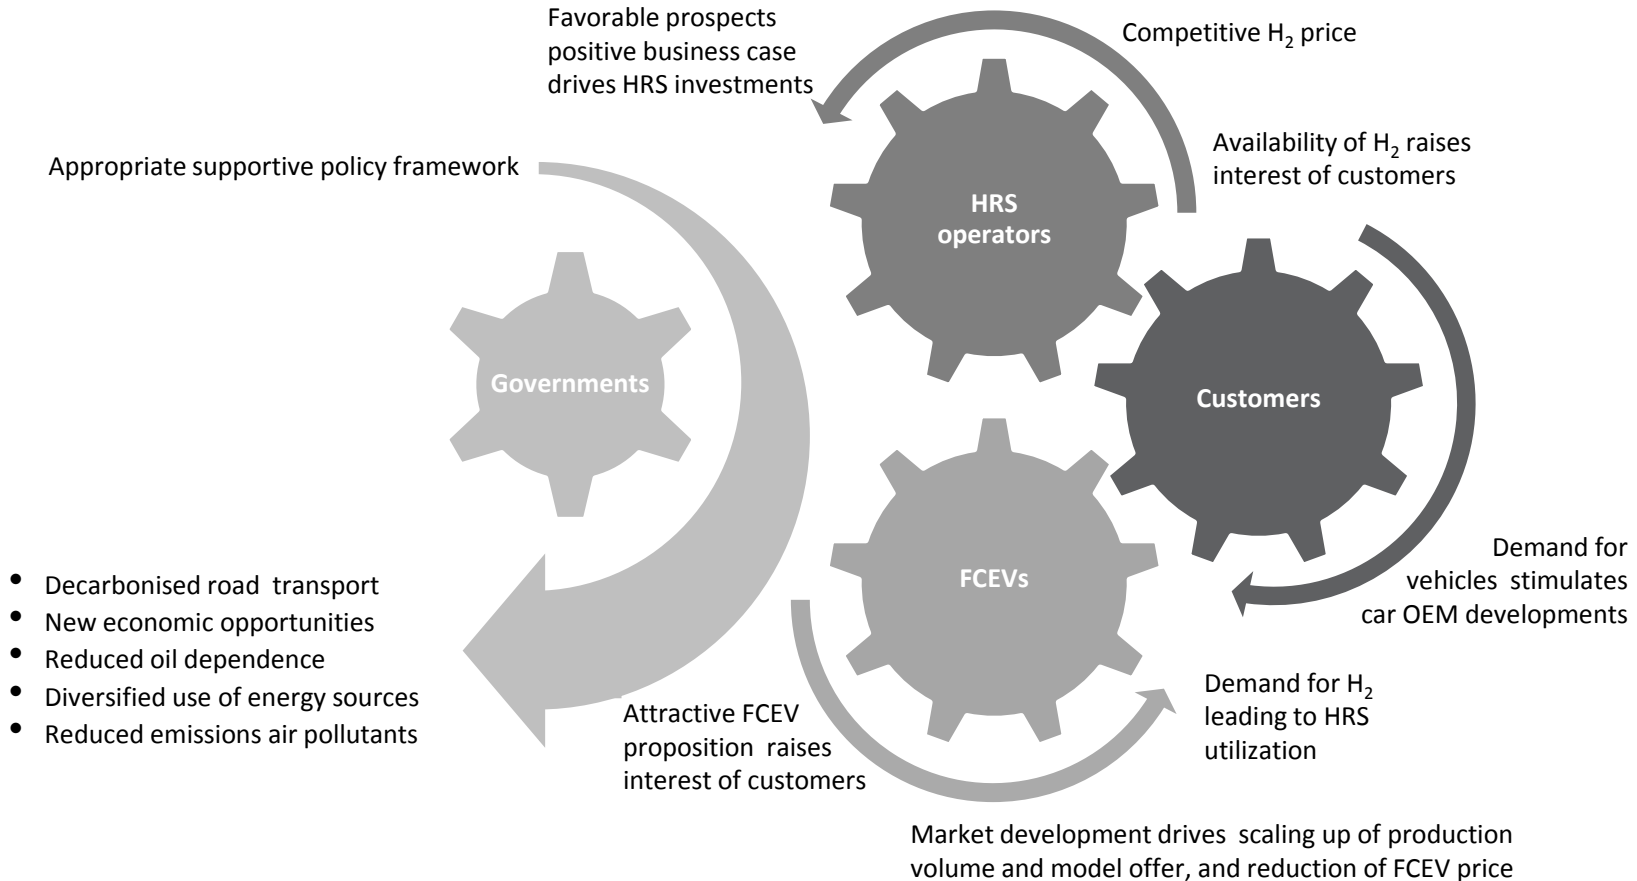 Favorable prospects
positive business case
drives HRS investments
Competitive H₂ price
Appropriate supportive policy framework
Availability of H₂ raises
interest of customers
HRS
operators
Governments
Customers
FCEVs
Demand for
vehicles stimulates
car OEM developments
• Decarbonised road transport
• New economic opportunities
• Reduced oil dependence
• Diversified use of energy sources
• Reduced emissions air pollutants
Attractive FCEV
proposition raises
interest of customers
Demand for H₂
leading to HRS
utilization
Market development drives scaling up of production
volume and model offer, and reduction of FCEV price